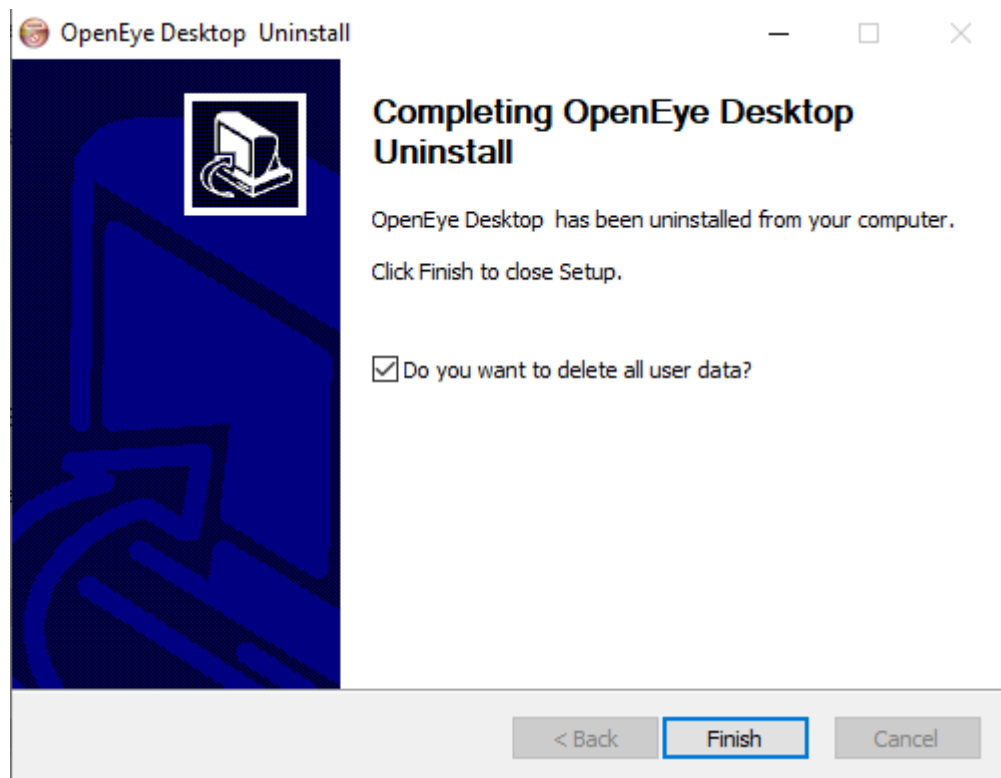 OpenEye Desktop  Uninstall
Completing OpenEye Desktop
Uninstall
OpenEye Desktop  has been uninstalled from your computer.
Click Finish to close Setup.
Do you want to delete all user data?
< Back
Finish
Cancel